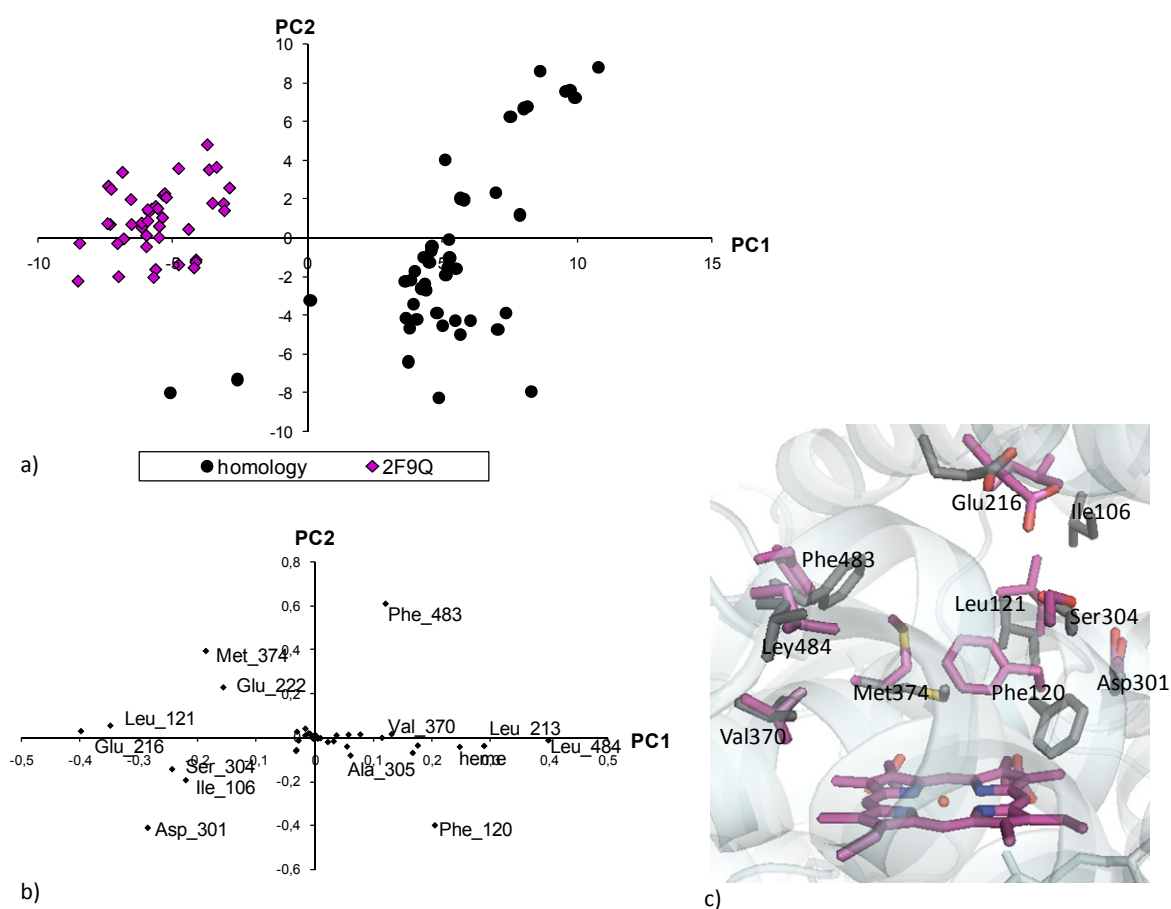 PC2
10
8
6
4
2
0
-2
-4
-6
-8
-10
-10
-5
0
5
10
15
PC1
a)
homology
2F9Q
PC2
0,8
0,6
0,4
0,2
-0,2
-0,4
-0,6
-0,5
-0,4
-0,3
-0,2
-0,1
0
0,1
0,2
0,3
0,4
0,5
PC1
Phe_483
Met_374
Glu_222
Leu_121
Glu_216
Ser_304
Ile_106
Asp_301
Val_370
Leu_213
Leu_484
heme
Ala_305
Phe_120
b)
Glu216
Ile106
Phe483
Leu121
Ser304
Ley484
Met374
Phe120
Asp301
Val370
c)